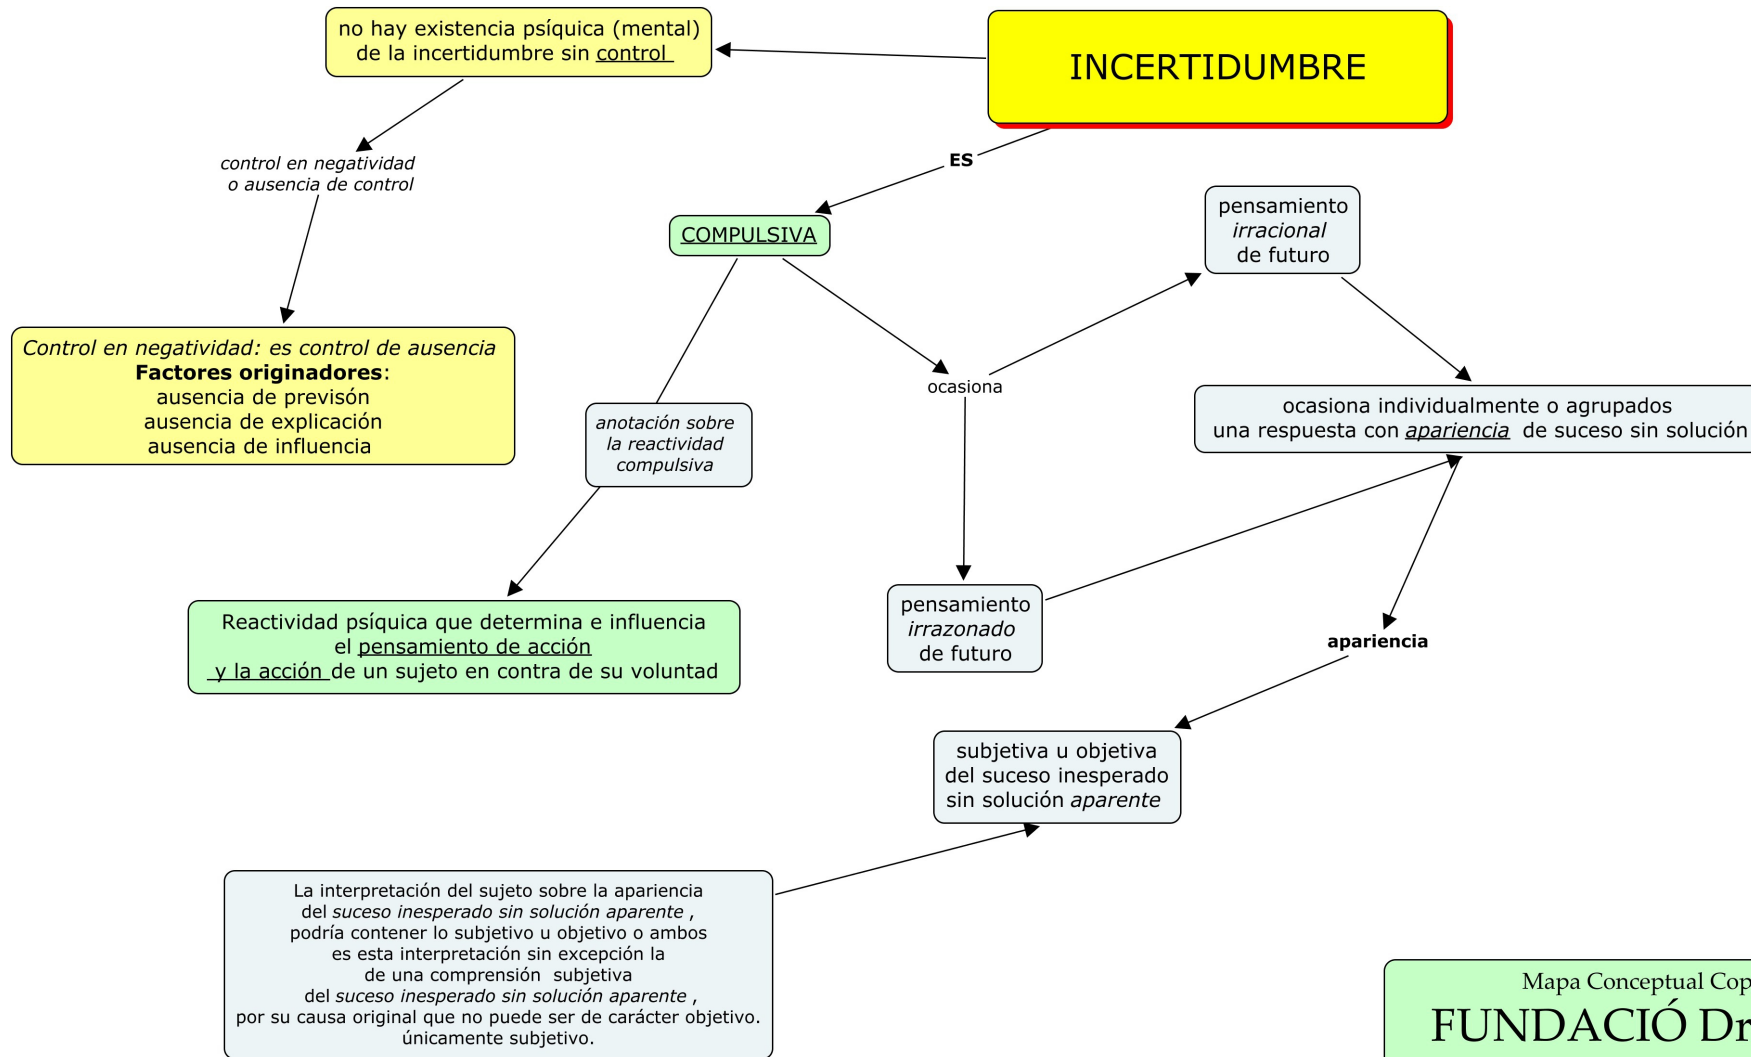 no hay existencia psíquica (mental)
de la incertidumbre sin control
INCERTIDUMBRE
control en negatividad
o ausencia de control
ES
COMPULSIVA
pensamiento
irracional
de futuro
Control en negatividad: es control de ausencia
Factores originadores:
ausencia de previsón
ausencia de explicación
ausencia de influencia
anotación sobre
la reactividad
compulsiva
ocasiona
ocasiona individualmente o agrupados
una respuesta con apariencia de suceso sin solución
Reactividad psíquica que determina e influencia
el pensamiento de acción
y la acción de un sujeto en contra de su voluntad
pensamiento
irrazonado
de futuro
apariencia
subjetiva u objetiva
del suceso inesperado
sin solución aparente
La interpretación del sujeto sobre la apariencia
del suceso inesperado sin solución aparente ,
podría contener lo subjetivo u objetivo o ambos
es esta interpretación sin excepción la
de una comprensión subjetiva
del suceso inesperado sin solución aparente ,
por su causa original que no puede ser de carácter objetivo.
únicamente subjetivo.
Mapa Conceptual Cop
FUNDACIÓ Dr